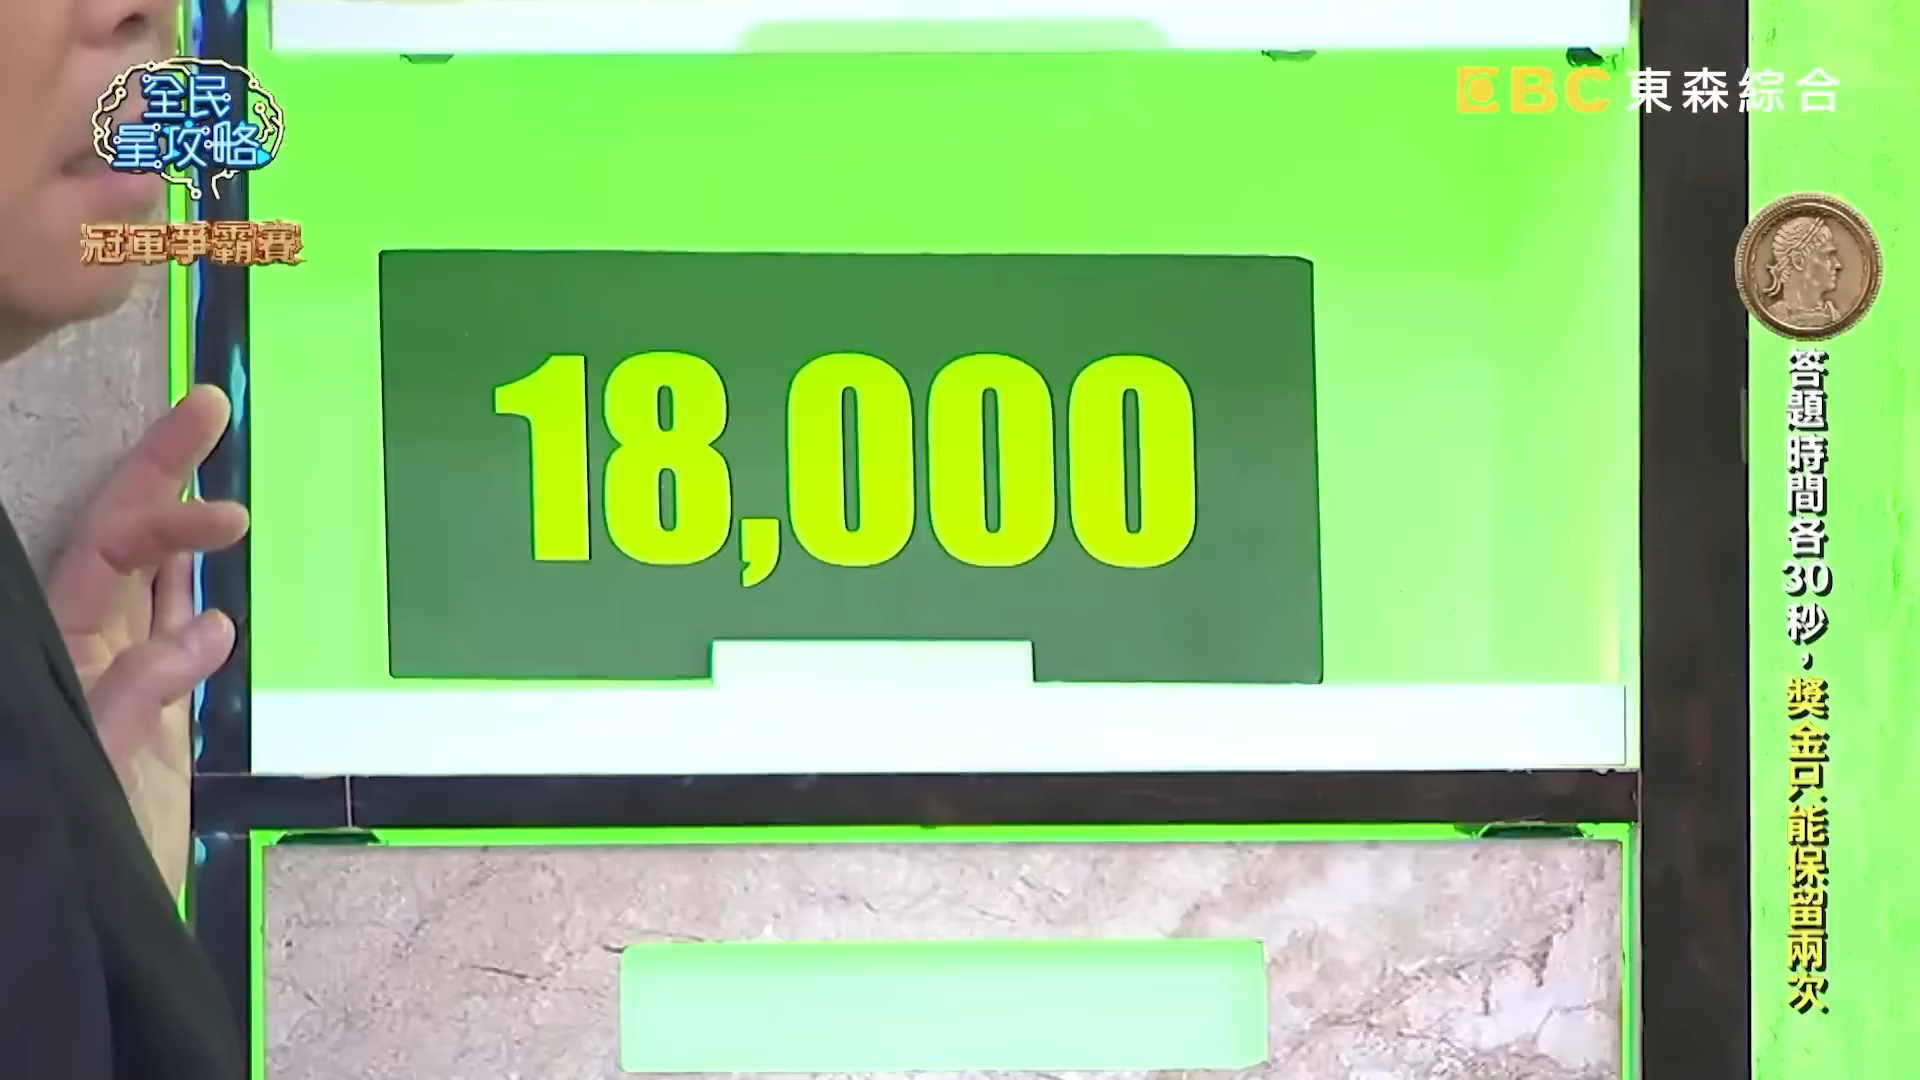 全民
星攻略
冠軍爭霸賽
EBC 東森綜合
18,000
答題時間各30秒，獎金只能保留兩次